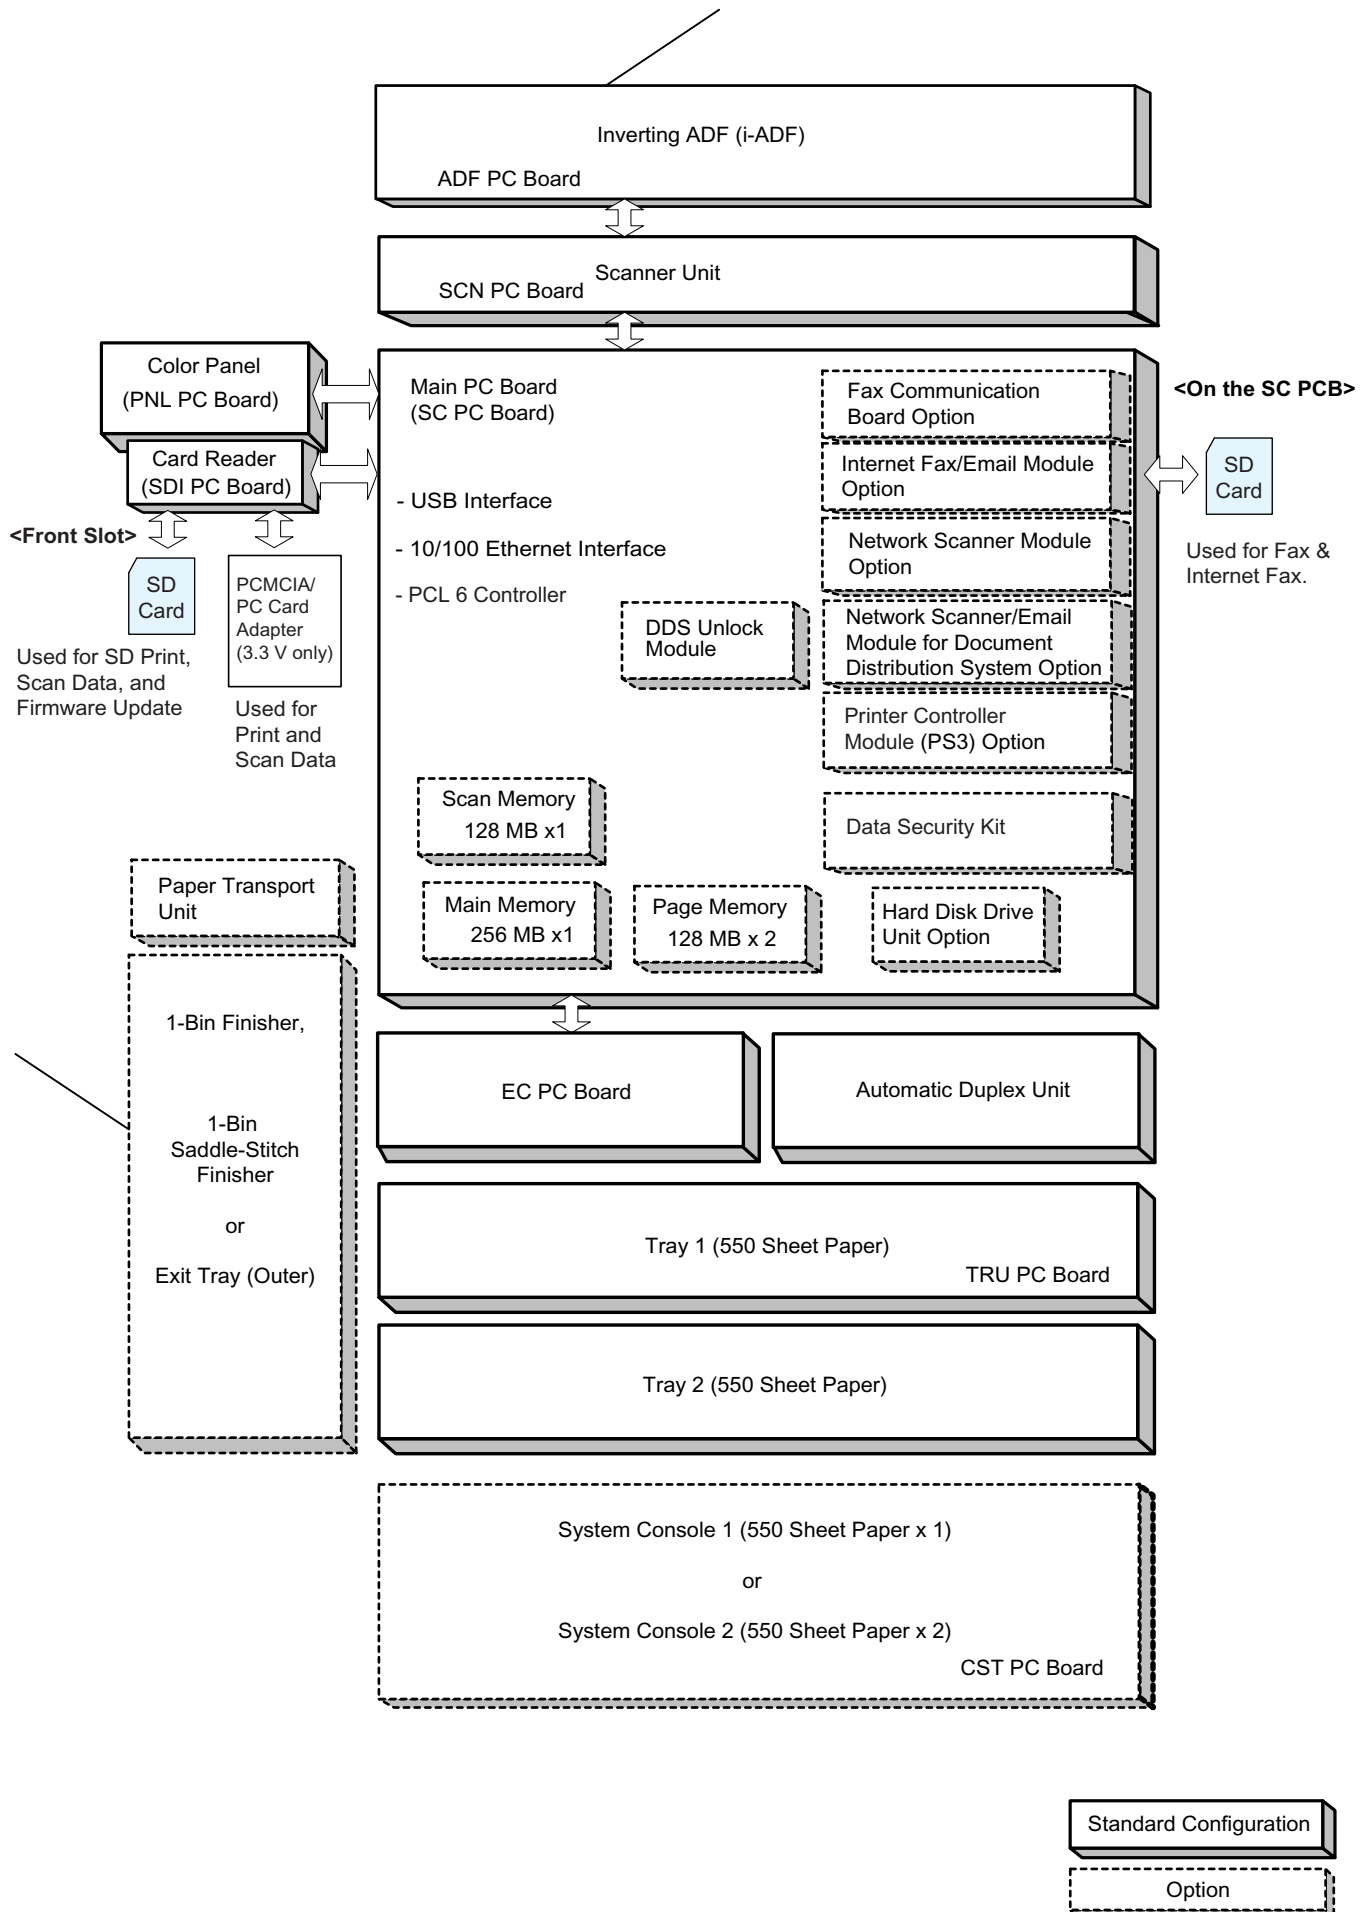 Inverting ADF (i-ADF)
ADF PC Board
Scanner Unit
SCN PC Board
Color Panel
(PNL PC Board)
Card Reader
(SDI PC Board)
<Front Slot>
SD
Card
Used for SD Print,
Scan Data, and
Firmware Update
PCMCIA/
PC Card
Adapter
(3.3 V only)
Used for
Print and
Scan Data
Main PC Board
(SC PC Board)
- USB Interface
- 10/100 Ethernet Interface
- PCL 6 Controller
DDS Unlock
Module
Fax Communication
Board Option
Internet Fax/Email Module
Option
Network Scanner Module
Option
Network Scanner/Email
Module for Document
Distribution System Option
Printer Controller
Module (PS3) Option
Data Security Kit
<On the SC PCB>
SD
Card
Used for Fax &
Internet Fax.
Scan Memory
128 MB x1
Main Memory
256 MB x1
Page Memory
128 MB x 2
Hard Disk Drive
Unit Option
Paper Transport
Unit
1-Bin Finisher,
1-Bin
Saddle-Stitch
Finisher
or
Exit Tray (Outer)
EC PC Board
Automatic Duplex Unit
Tray 1 (550 Sheet Paper)
TRU PC Board
Tray 2 (550 Sheet Paper)
System Console 1 (550 Sheet Paper x 1)
or
System Console 2 (550 Sheet Paper x 2)
CST PC Board
Standard Configuration
Option